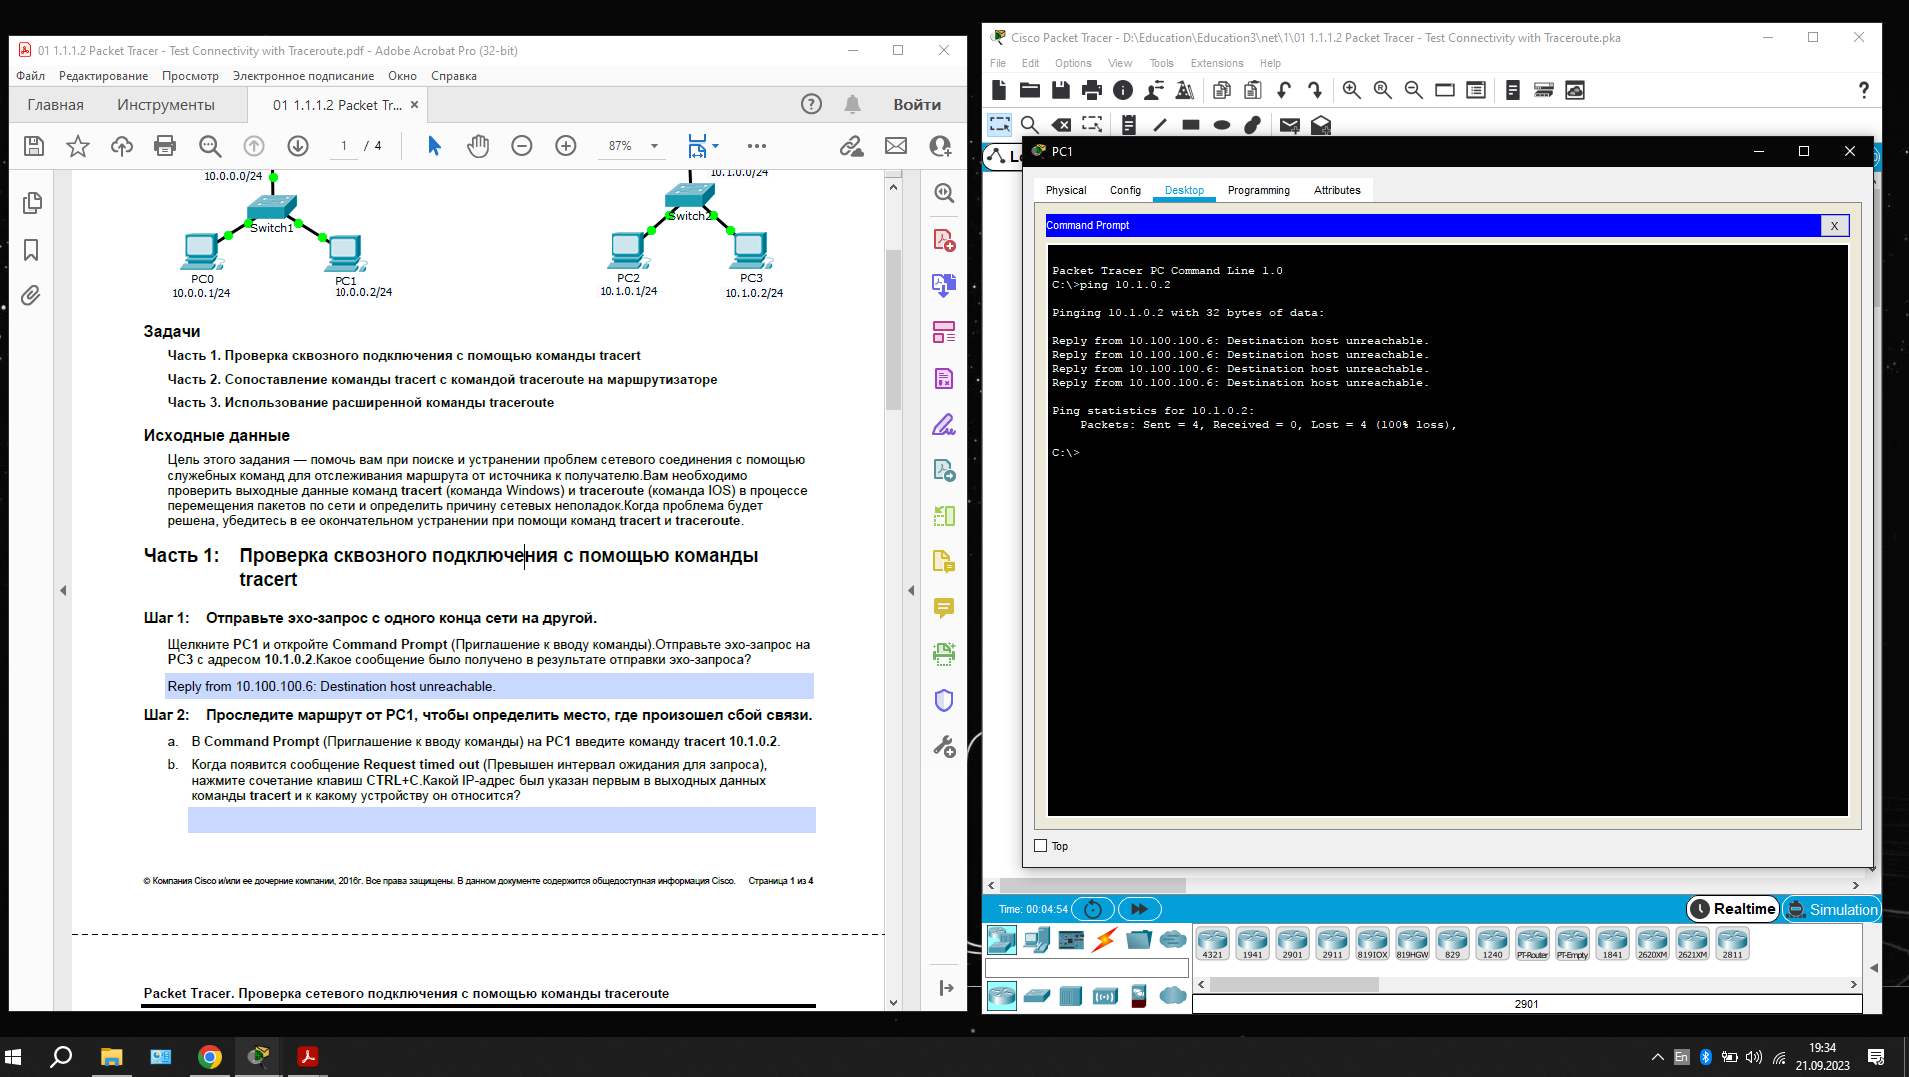 01 1.1.1.2 Packet Tracer - Test Connectivity with Traceroute.pdf - Adobe Acrobat Pro (32-bit)
Файл Редактирование Просмотр Электронное подписание Окно Справка
Главная Инструменты 01 1.1.1.2 Packet Tr... × Войти
1 / 4 87%
10.0.0.0/24
10.1.0.0/24
Switch1
Switch2
PC0
10.0.0.1/24
PC1
10.0.0.2/24
PC2
10.1.0.1/24
PC3
10.1.0.2/24
Задачи
Часть 1. Проверка сквозного подключения с помощью команды tracert
Часть 2. Сопоставление команды tracert с командой traceroute на маршрутизаторе
Часть 3. Использование расширенной команды traceroute
Исходные данные
Цель этого задания — помочь вам при поиске и устранении проблем сетевого соединения с помощью
служебных команд для отслеживания маршрута от источника к получателю.Вам необходимо
проверить выходные данные команд tracert (команда Windows) и traceroute (команда IOS) в процессе
перемещения пакетов по сети и определить причину сетевых неполадок.Когда проблема будет
решена, убедитесь в ее окончательном устранении при помощи команд tracert и traceroute.
Часть 1: Проверка сквозного подключения с помощью команды
tracert
Шаг 1: Отправьте эхо-запрос с одного конца сети на другой.
Щелкните PC1 и откройте Command Prompt (Приглашение к вводу команды).Отправьте эхо-запрос на
PC3 с адресом 10.1.0.2.Какое сообщение было получено в результате отправки эхо-запроса?
Reply from 10.100.100.6: Destination host unreachable.
Шаг 2: Проследите маршрут от PC1, чтобы определить место, где произошел сбой связи.
a. В Command Prompt (Приглашение к вводу команды) на PC1 введите команду tracert 10.1.0.2.
b. Когда появится сообщение Request timed out (Превышен интервал ожидания для запроса),
нажмите сочетание клавиш CTRL+C.Какой IP-адрес был указан первым в выходных данных
команды tracert и к какому устройству он относится?
© Компания Cisco и/или ее дочерние компании, 2016г. Все права защищены. В данном документе содержится общедоступная информация Cisco. Страница 1 из 4
Packet Tracer. Проверка сетевого подключения с помощью команды traceroute
Cisco Packet Tracer - D:\Education\Education3\net\1\01 1.1.1.2 Packet Tracer - Test Connectivity with Traceroute.pka
File Edit Options View Tools Extensions Help
PC1
Physical Config Desktop Programming Attributes
Command Prompt X
Packet Tracer PC Command Line 1.0
C:\>ping 10.1.0.2
Pinging 10.1.0.2 with 32 bytes of data:
Reply from 10.100.100.6: Destination host unreachable.
Reply from 10.100.100.6: Destination host unreachable.
Reply from 10.100.100.6: Destination host unreachable.
Reply from 10.100.100.6: Destination host unreachable.
Ping statistics for 10.1.0.2:
Packets: Sent = 4, Received = 0, Lost = 4 (100% loss),
C:\>
Top
Time: 00:04:54 Realtime Simulation
4321 1941 2901 2911 819IOX 819HGW 829 1240 PT-Router PT-Empty 1841 2620XM 2621XM 2811
2901
En
19:34
21.09.2023